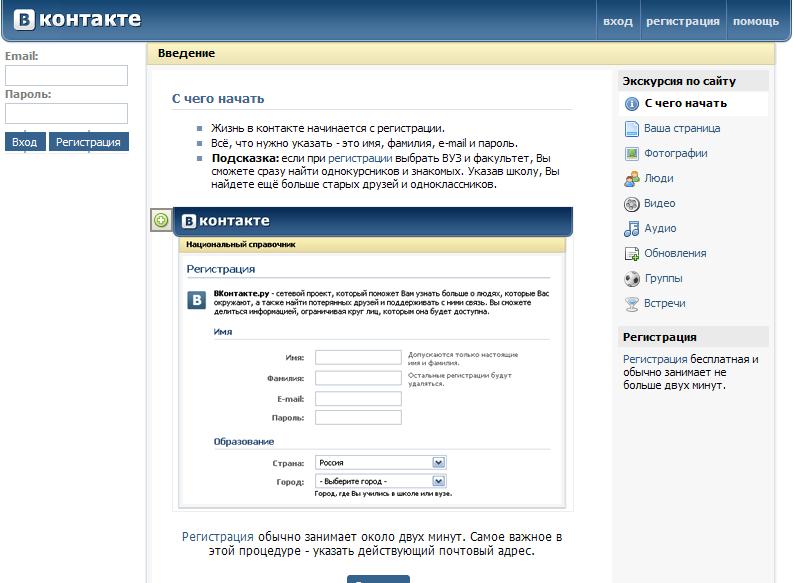 В контакте
вход регистрация помощь
Email:
Пароль:
Вход Регистрация
Введение
С чего начать
Жизнь в контакте начинается с регистрации.
Всё, что нужно указать - это имя, фамилия, e-mail и пароль.
Подсказка: если при регистрации выбрать ВУЗ и факультет, Вы
сможете сразу найти однокурсников и знакомых. Указав школу, Вы
найдете ещё больше старых друзей и одноклассников.
В контакте
Национальный справочник
Регистрация
В
ВКонтакте.ру - сетевой проект, который поможет Вам узнать больше о людях, которые Вас
окружают, а также найти потерянных друзей и поддерживать с ними связь. Вы сможете
делиться информацией, ограничивая круг лиц, которым она будет доступна.
Имя
Имя:
Допускаются только настоящие
имя и фамилия.
Фамилия:
Остальные регистрации будут
удаляться.
E-mail:
Пароль:
Образование
Страна: Россия
Город: - Выберите город -
Город, где Вы учились в школе или вузе.
Регистрация обычно занимает около двух минут. Самое важное в
этой процедуре - указать действующий почтовый адрес.
Экскурсия по сайту
С чего начать
Ваша страница
Фотографии
Люди
Видео
Аудио
Обновления
Группы
Встречи
Регистрация
Регистрация бесплатная и
обычно занимает не
больше двух минут.